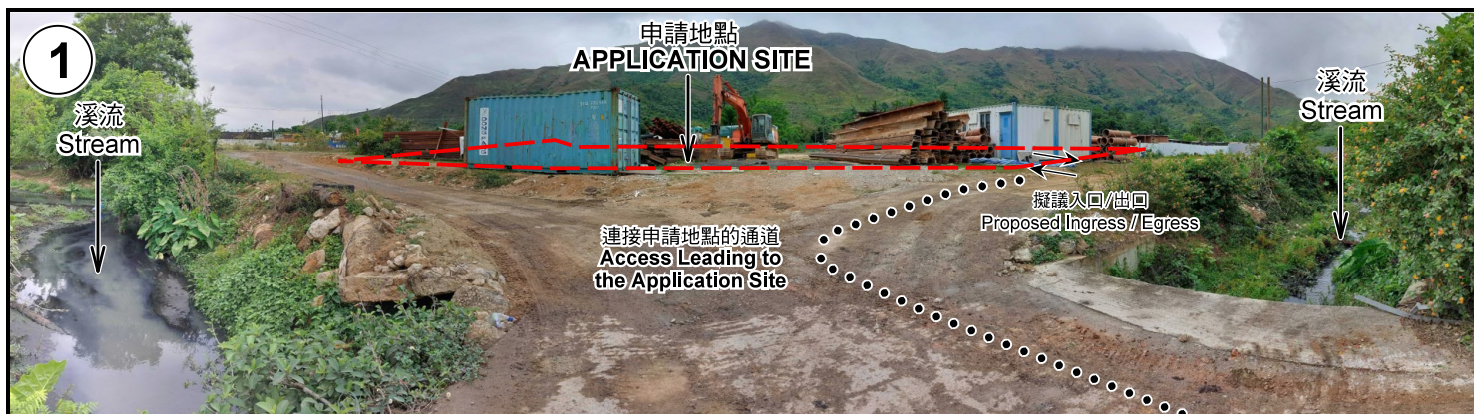 1
申請地點
APPLICATION SITE
溪流
Stream
溪流
Stream
擬議入口/出口
Proposed Ingress / Egress
連接申請地點的通道
Access Leading to
the Application Site